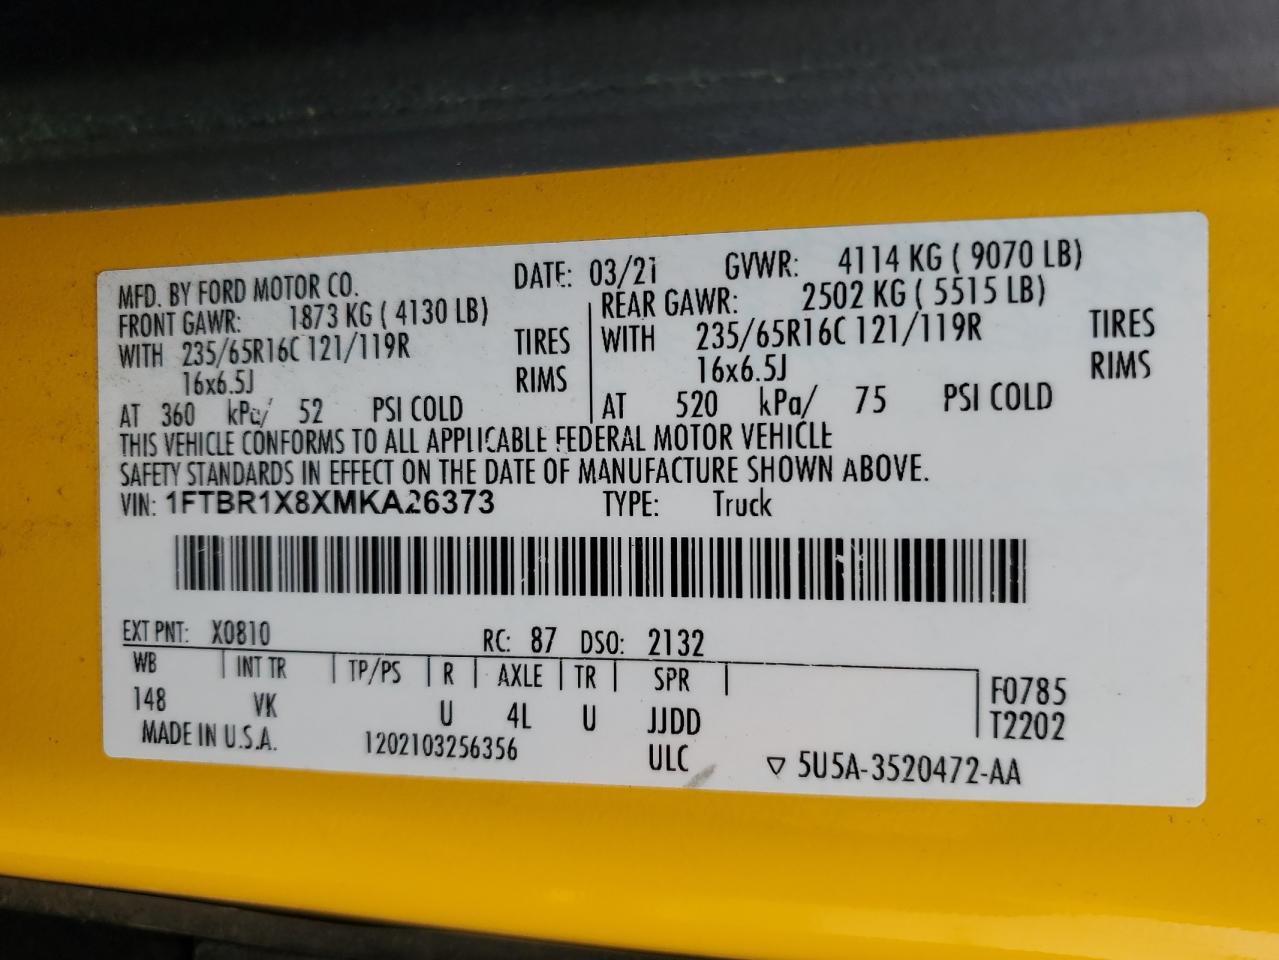 MFD. BY FORD MOTOR CO. DATE: 03/21 GVWR: 4114 KG ( 9070 LB)
FRONT GAWR: 1873 KG ( 4130 LB) REAR GAWR: 2502 KG ( 5515 LB)
WITH 235/65R16C 121/119R TIRES WITH 235/65R16C 121/119R TIRES
16x6.5J RIMS 16x6.5J RIMS
AT 360 kPa/ 52 PSI COLD AT 520 kPa/ 75 PSI COLD
THIS VEHICLE CONFORMS TO ALL APPLICABLE FEDERAL MOTOR VEHICLE
SAFETY STANDARDS IN EFFECT ON THE DATE OF MANUFACTURE SHOWN ABOVE.
VIN: 1FTBR1X8XMKA26373 TYPE: Truck
EXT PNT: X0810 RC: 87 DSO: 2132
WB INT TR TP/PS R AXLE TR SPR F0785
148 VK U 4L U JJDD T2202
MADE IN U.S.A. 1202103256356 ULC ▽ 5U5A-3520472-AA